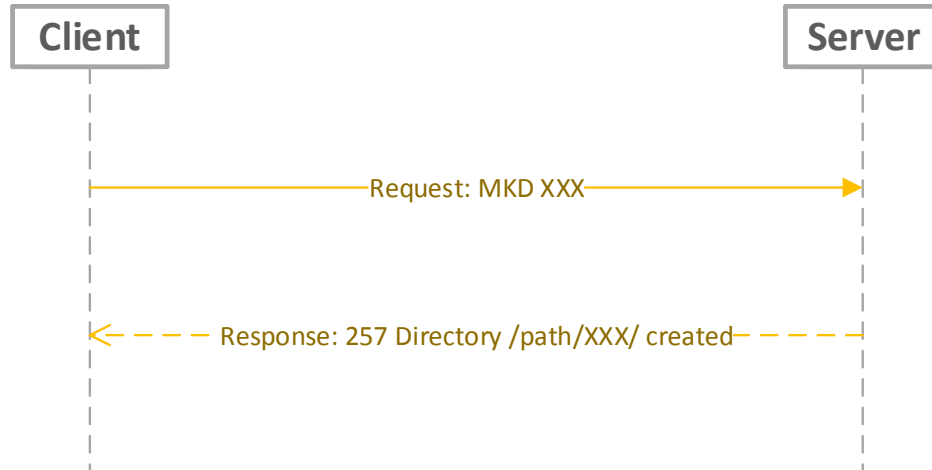 Client
Server
Request: MKD XXX
Response: 257 Directory /path/XXX/ created